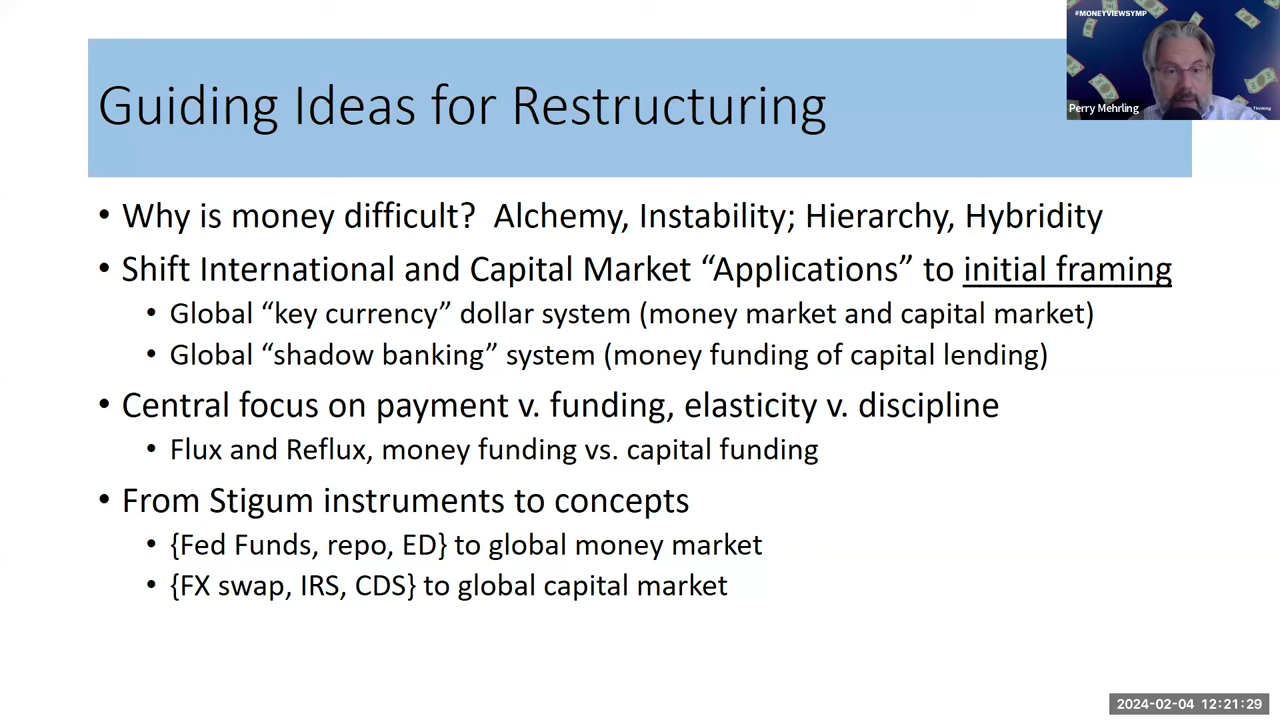 #MONEYVIEWSYMP
Perry Mehrling
Thinking
Guiding Ideas for Restructuring
• Why is money difficult?  Alchemy, Instability; Hierarchy, Hybridity
• Shift International and Capital Market “Applications” to initial framing
• Global “key currency” dollar system (money market and capital market)
• Global “shadow banking” system (money funding of capital lending)
• Central focus on payment v. funding, elasticity v. discipline
• Flux and Reflux, money funding vs. capital funding
• From Stigum instruments to concepts
• {Fed Funds, repo, ED} to global money market
• {FX swap, IRS, CDS} to global capital market
2024-02-04 12:21:29